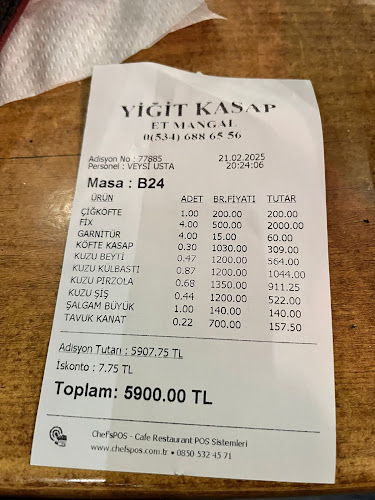 YİĞİT KASAP
ET MANGAL
0(534) 688 65 56
Adisyon No : 77885 21.02.2025
Personel : VEYSİ USTA 20:24:06
Masa : B24
ÜRÜN ADET BR.FİYATI TUTAR
ÇİĞKÖFTE 1.00 200.00 200.00
FİX 4.00 500.00 2000.00
GARNİTÜR 4.00 15.00 60.00
KÖFTE KASAP 0.30 1030.00 309.00
KUZU BEYTİ 0.47 1200.00 564.00
KUZU KÜLBASTI 0.87 1200.00 1044.00
KUZU PİRZOLA 0.68 1350.00 911.25
KUZU ŞİŞ 0.44 1200.00 522.00
ŞALGAM BÜYÜK 1.00 140.00 140.00
TAVUK KANAT 0.22 700.00 157.50
Adisyon Tutarı : 5907.75 TL
İskonto : 7.75 TL
Toplam: 5900.00 TL
Chef'sPOS - Cafe Restaurant POS Sistemleri
www.chefspos.com.tr • 0850 532 45 71